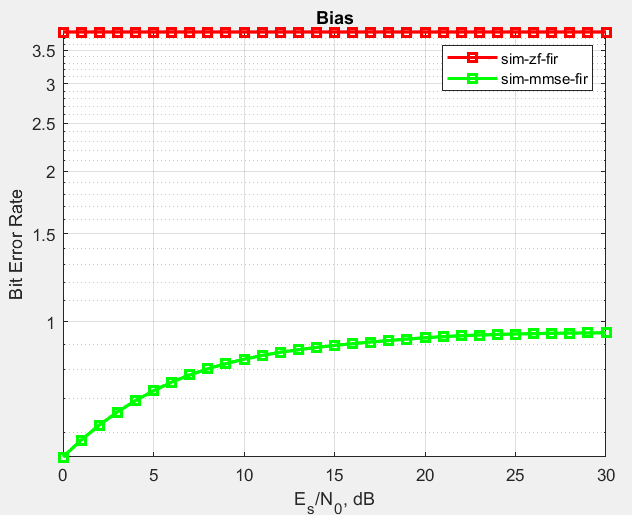 Bias
sim-zf-fir
sim-mmse-fir
Bit Error Rate
3.5
3
2.5
2
1.5
1
0 5 10 15 20 25 30
Es/N0, dB